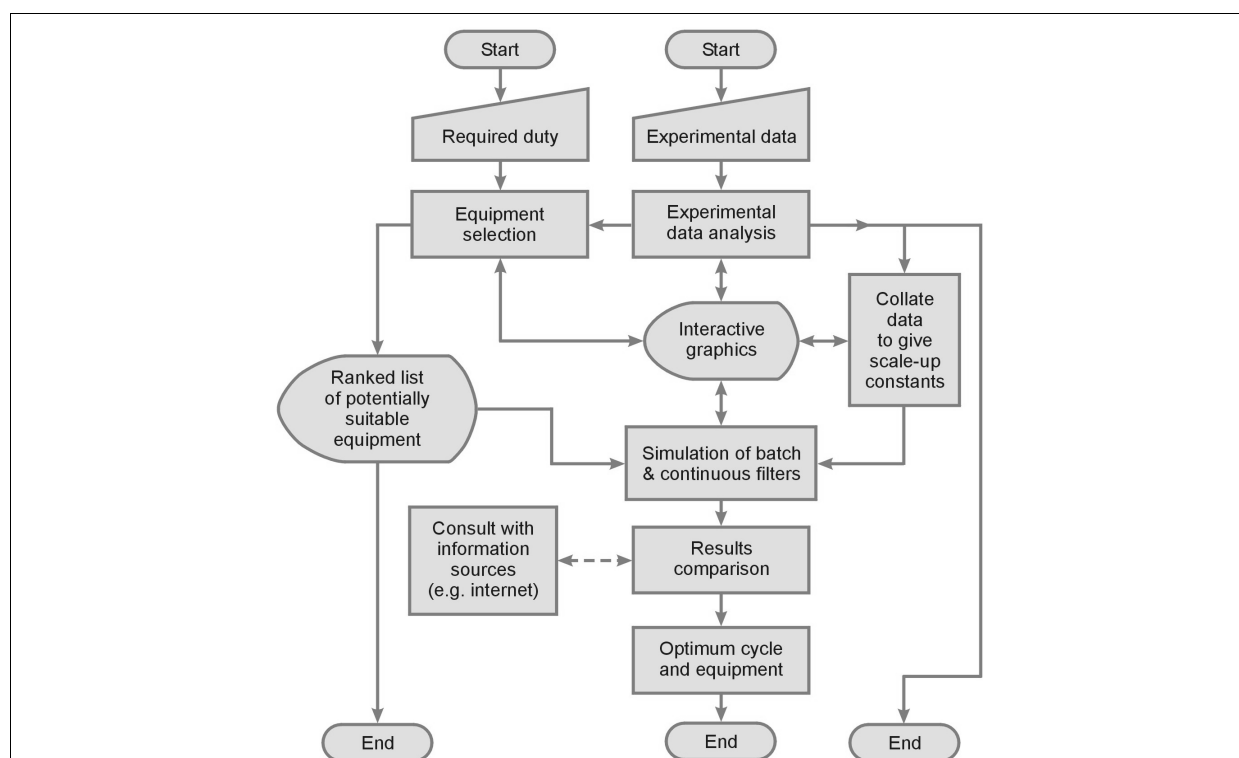 Start
Start
Required duty
Experimental data
Equipment
selection
Experimental
data analysis
Collate
data
to give
scale-up
constants
Interactive
graphics
Ranked list
of potentially
suitable
equipment
Simulation of batch
& continuous filters
Consult with
information
sources
(e.g. internet)
Results
comparison
Optimum cycle
and equipment
End
End
End